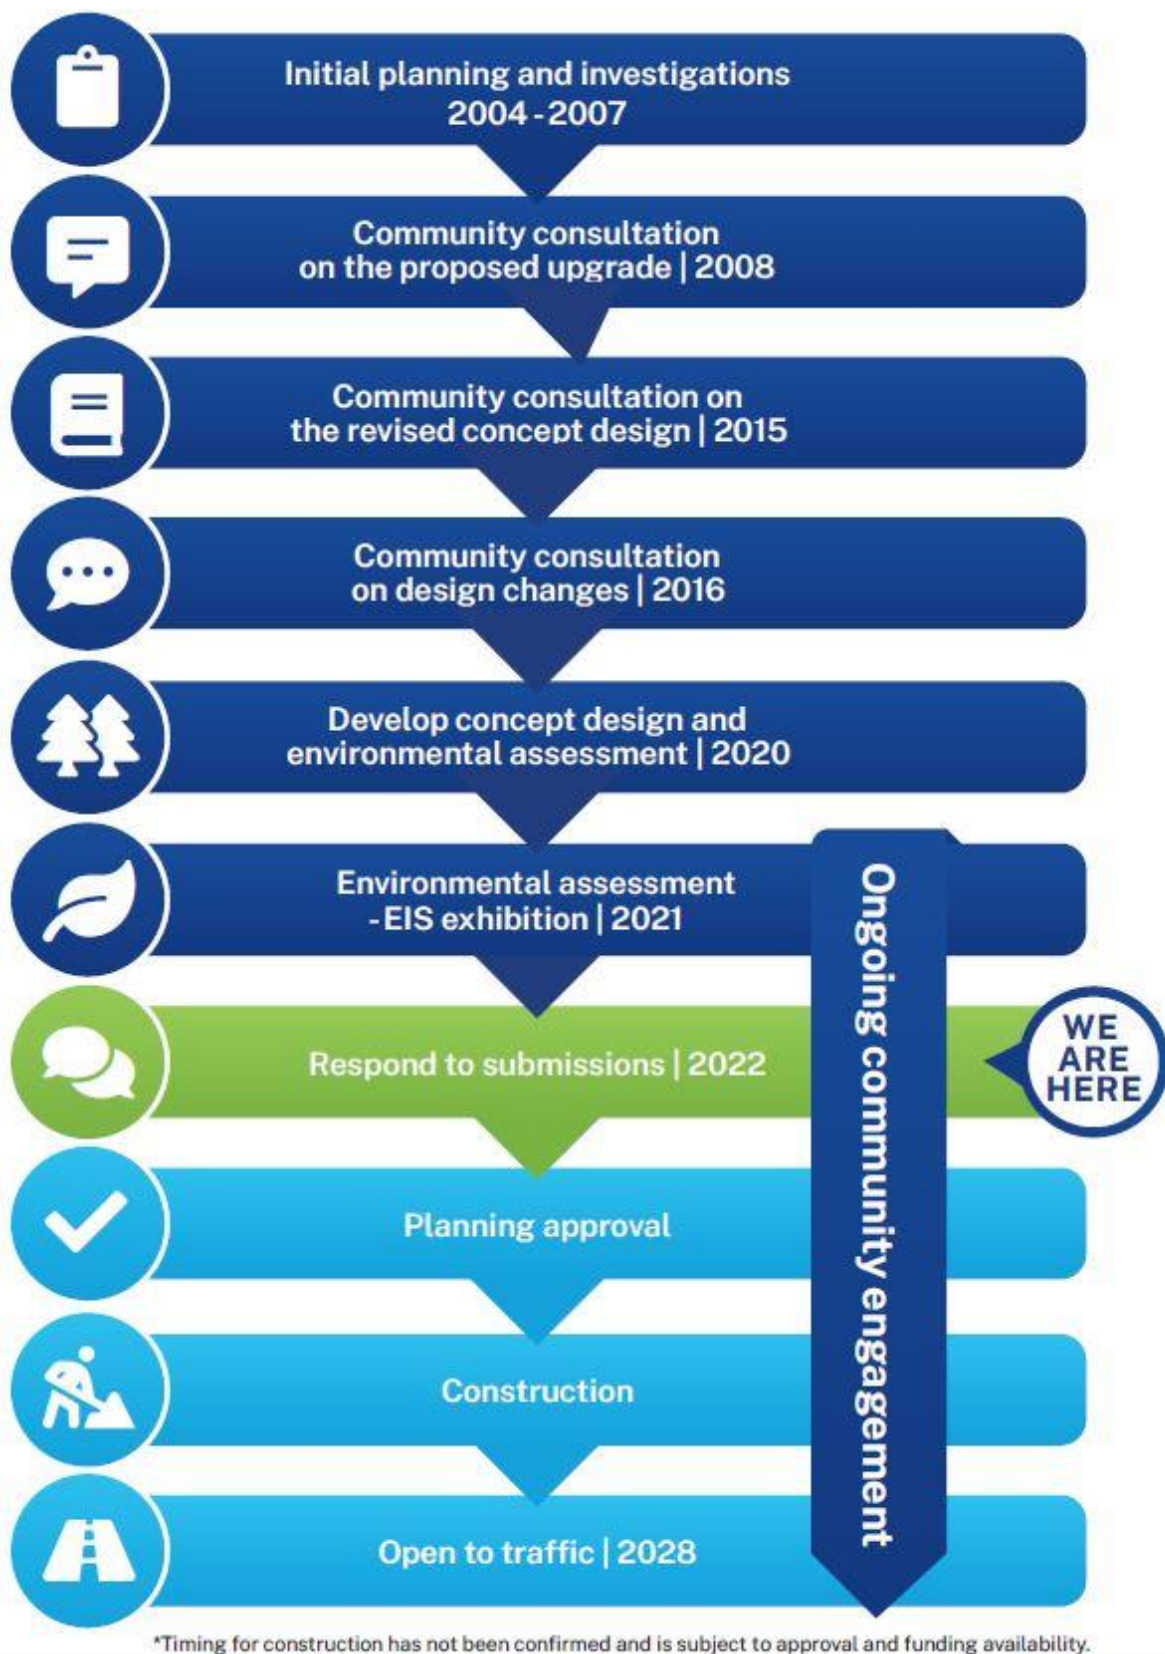 Initial planning and investigations
2004 - 2007
Community consultation
on the proposed upgrade | 2008
Community consultation on
the revised concept design | 2015
Community consultation
on design changes | 2016
Develop concept design and
environmental assessment | 2020
Environmental assessment
- EIS exhibition | 2021
Ongoing community engagement
Respond to submissions | 2022
WE
ARE
HERE
Planning approval
Construction
Open to traffic | 2028
*Timing for construction has not been confirmed and is subject to approval and funding availability.